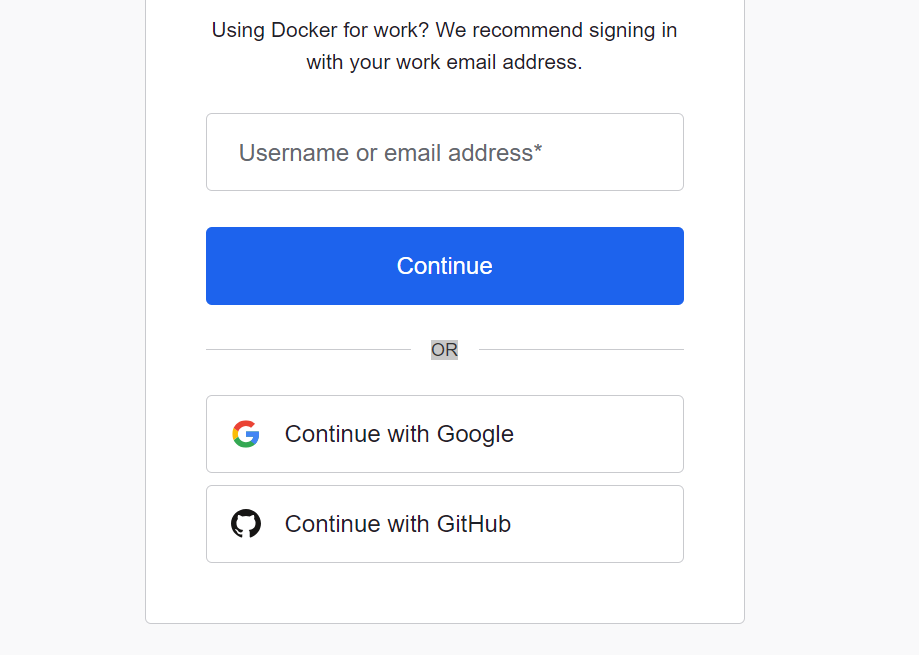 Using Docker for work? We recommend signing in
with your work email address.
Username or email address*
Continue
OR
Continue with Google
Continue with GitHub